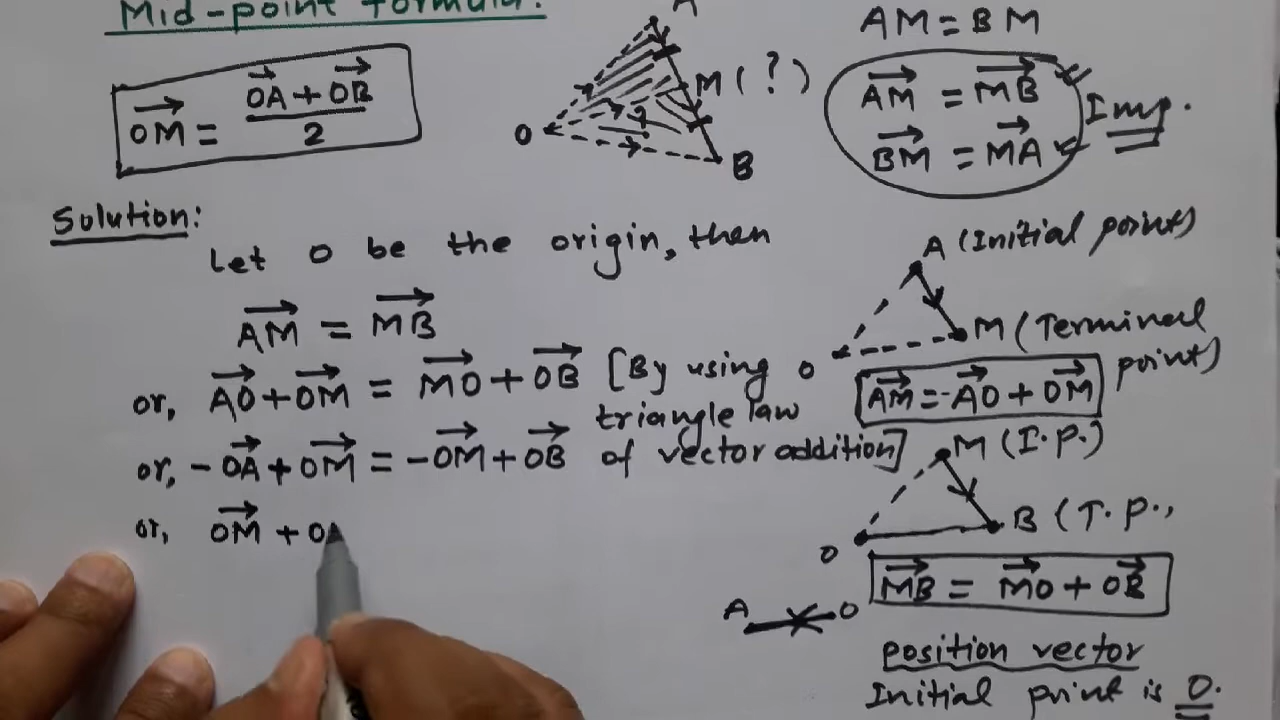 Mid-point formula:
OM = OA + OB / 2
A
M (?)
O
B
AM = BM
AM = MB
BM = MA
Imp.
Solution:
Let O be the origin, then
AM = MB
or, AO + OM = MO + OB [By using
triangle law
or, -OA + OM = -OM + OB of vector addition]
or, OM + O
A (Initial point)
M (Terminal
point)
O
AM = -AO + OM
M (I.P.)
B (T.P.,
O
MB = MO + OB
A O
position vector
Initial point is O.